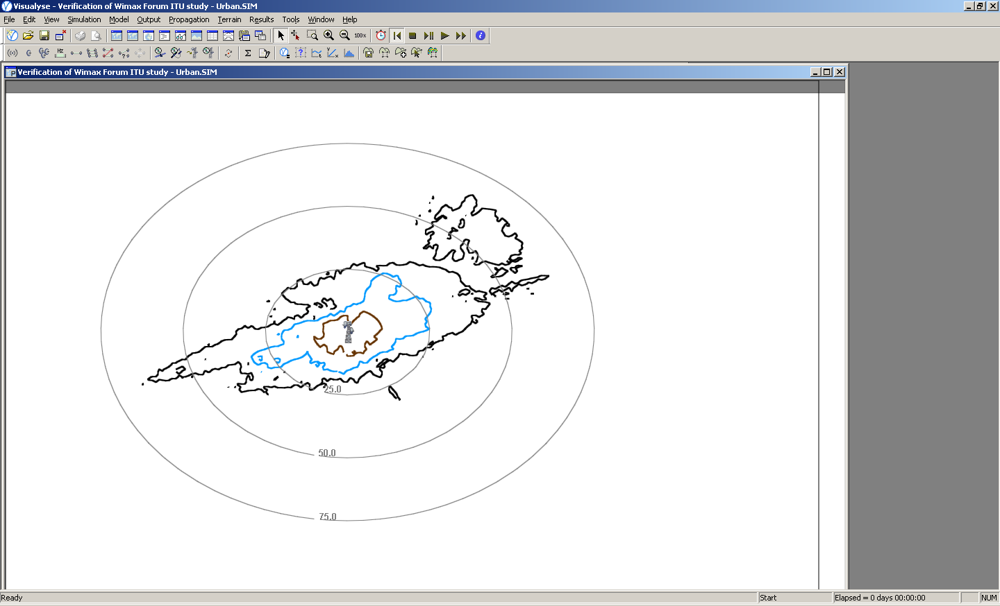 Visualyse - Verification of Wimax Forum ITU study - Urban.SIM
File Edit View Simulation Model Output Propagation Terrain Results Tools Window Help
100%
Hz
Verification of Wimax Forum ITU study - Urban.SIM
25.0
50.0
75.0
Ready Start Elapsed = 0 days 00:00:00 NUM